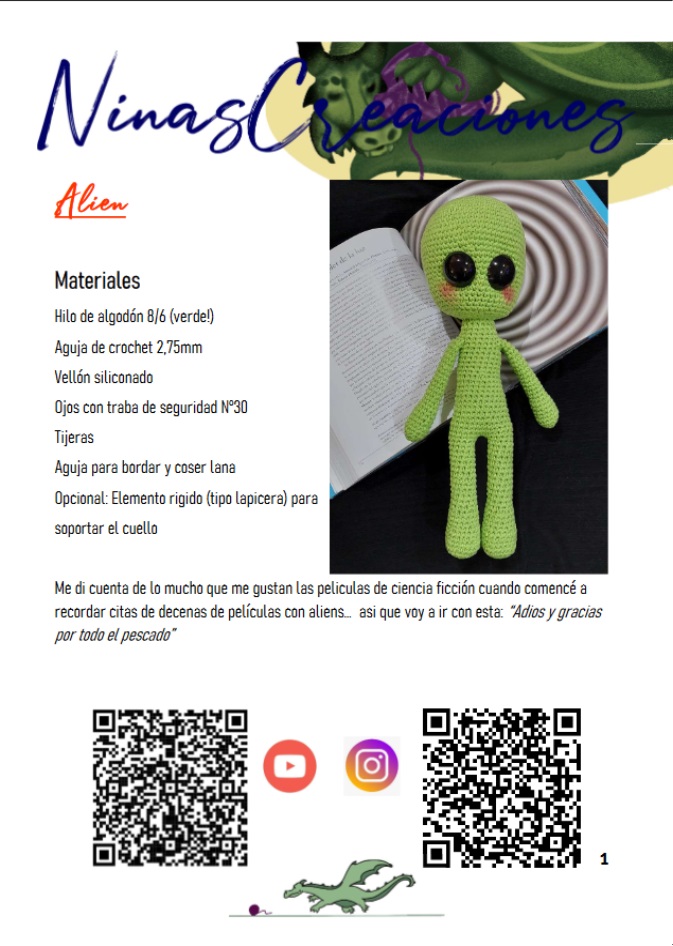 NinasCreaciones
Alien
Materiales
Hilo de algodón 8/6 (verde!)
Aguja de crochet 2,75mm
Vellón siliconado
Ojos con traba de seguridad N°30
Tijeras
Aguja para bordar y coser lana
Opcional: Elemento rigido (tipo lapicera) para
soportar el cuello
Me di cuenta de lo mucho que me gustan las peliculas de ciencia ficción cuando comencé a
recordar citas de decenas de películas con aliens... asi que voy a ir con esta: "Adios y gracias
por todo el pescado"
1